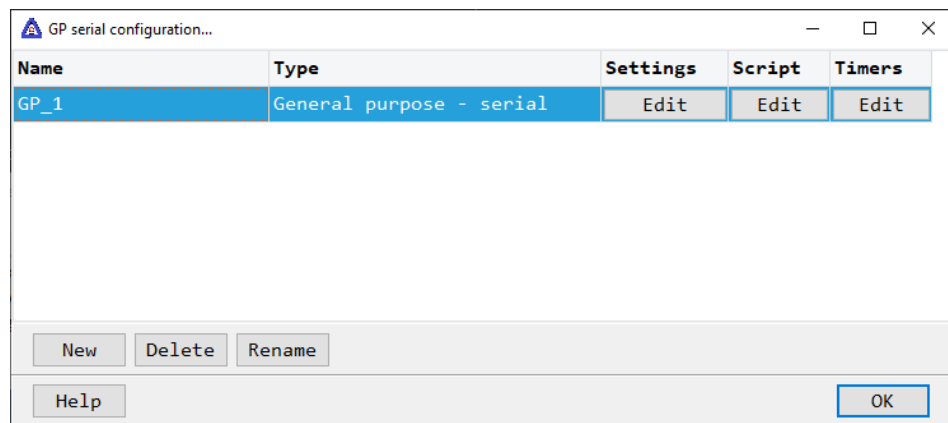 GP serial configuration...
Name Type Settings Script Timers
GP_1 General purpose - serial Edit Edit Edit
New Delete Rename
Help OK